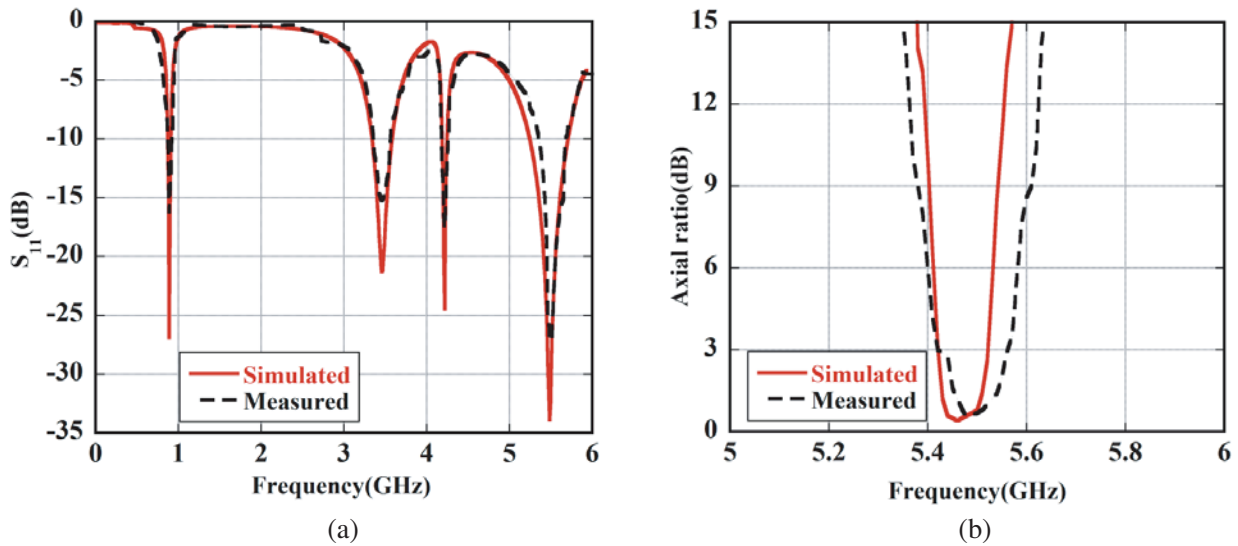 0
-5
-10
-15
-20
-25
-30
-35
S11(dB)
Simulated
Measured
0 1 2 3 4 5 6
Frequency(GHz)
(a)
15
12
9
6
3
0
Axial ratio(dB)
Simulated
Measured
5 5.2 5.4 5.6 5.8 6
Frequency(GHz)
(b)